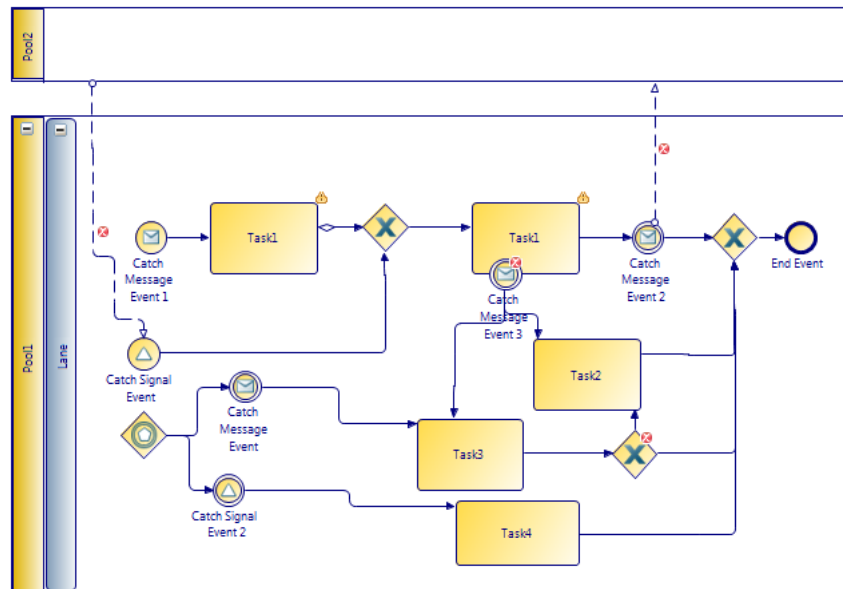 Pool2
Pool1
Lane
Task1
Task1
Catch
Message
Event 1
Catch
Message
Event 2
End Event
Catch
Message
Event 3
Catch Signal
Event
Task2
Catch
Message
Event
Task3
Catch Signal
Event 2
Task4